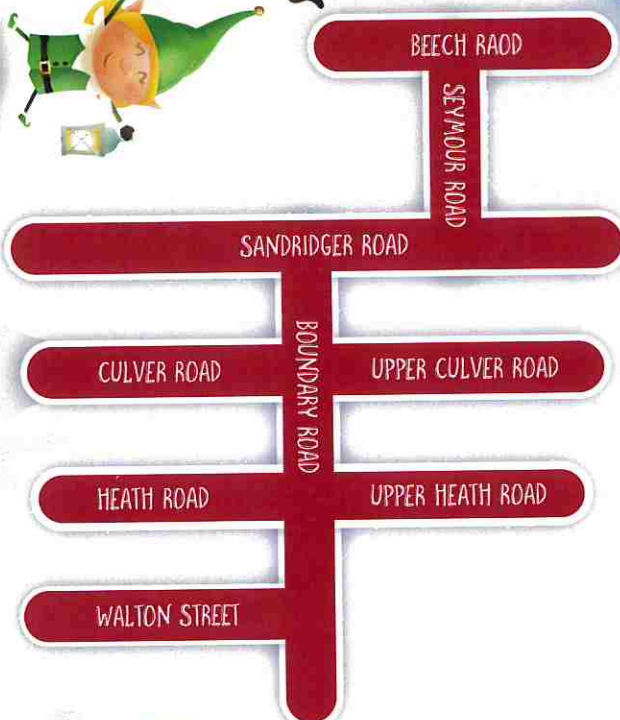 BEECH RAOD
SEYMOUR ROAD
SANDRIDGER ROAD
BOUNDARY ROAD
CULVER ROAD
UPPER CULVER ROAD
HEATH ROAD
UPPER HEATH ROAD
WALTON STREET